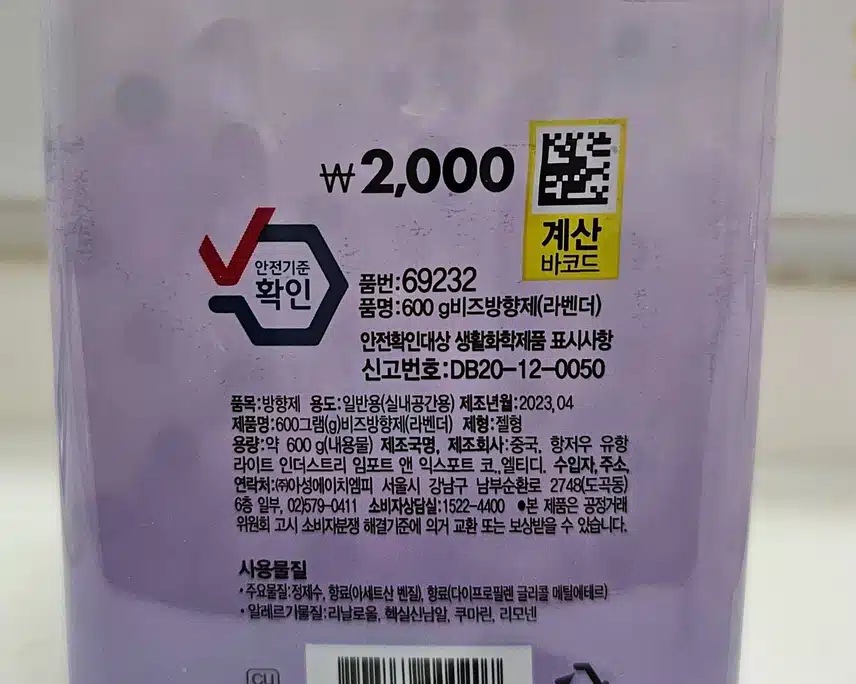 ₩2,000
계산
바코드
안전기준
확인
품번:69232
품명:600 g비즈방향제(라벤더)
안전확인대상 생활화학제품 표시사항
신고번호:DB20-12-0050
품목:방향제 용도:일반용(실내공간용) 제조년월:2023.04
제품명:600그램(g)비즈방향제(라벤더) 제형:젤형
용량:약 600 g(내용물) 제조국명, 제조회사:중국, 항저우 유항
라이트 인더스트리 임포트 앤 익스포트 코.,엘티디. 수입자,주소,
연락처:㈜아성에이치엠피 서울시 강남구 남부순환로 2748(도곡동)
6층 일부, 02)579-0411 소비자상담실:1522-4400 ●본 제품은 공정거래
위원회 고시 소비자분쟁 해결기준에 의거 교환 또는 보상받을 수 있습니다.
사용물질
·주요물질:정제수, 향료(아세트산 벤질), 향료(다이프로필렌 글리콜 메틸에테르)
·알레르기물질:리날로울, 헥실신남알, 쿠마린, 리모넨
CU